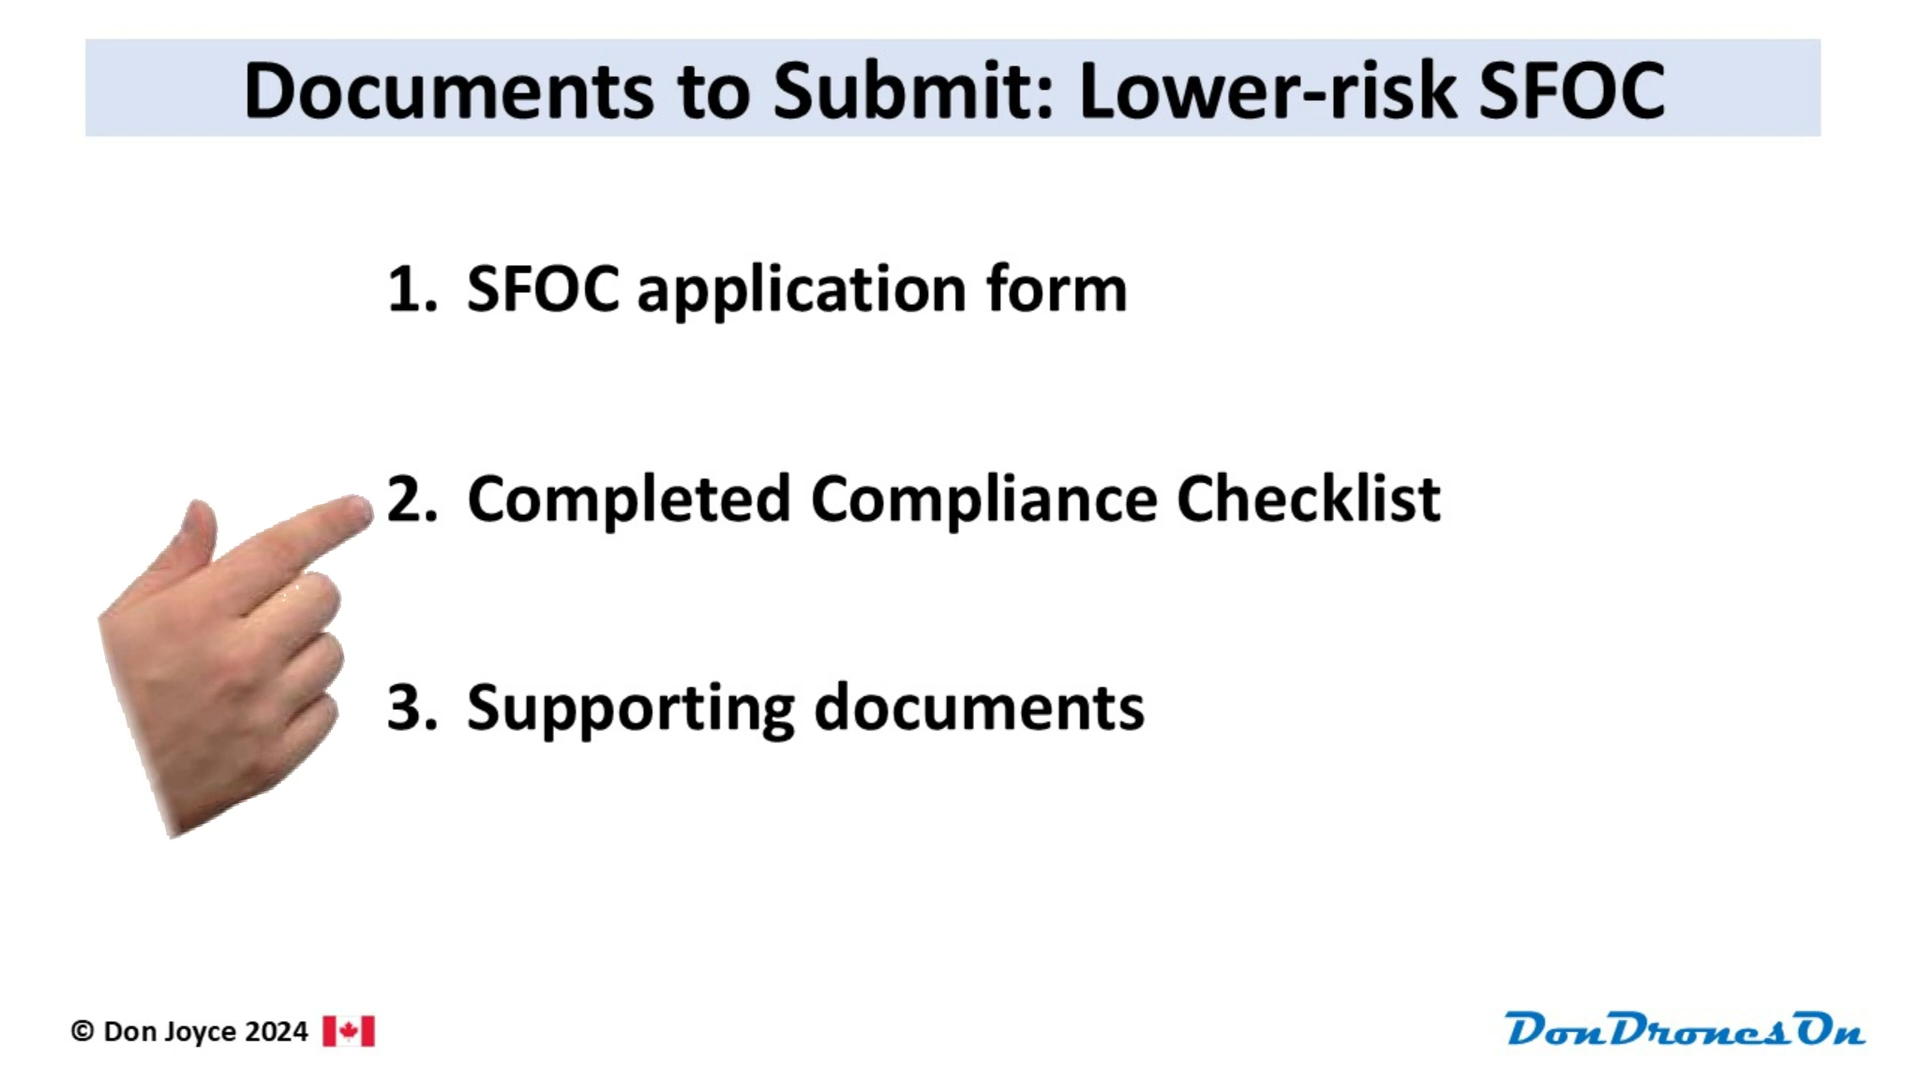 Documents to Submit: Lower-risk SFOC
1. SFOC application form
2. Completed Compliance Checklist
3. Supporting documents
© Don Joyce 2024
DonDronesOn